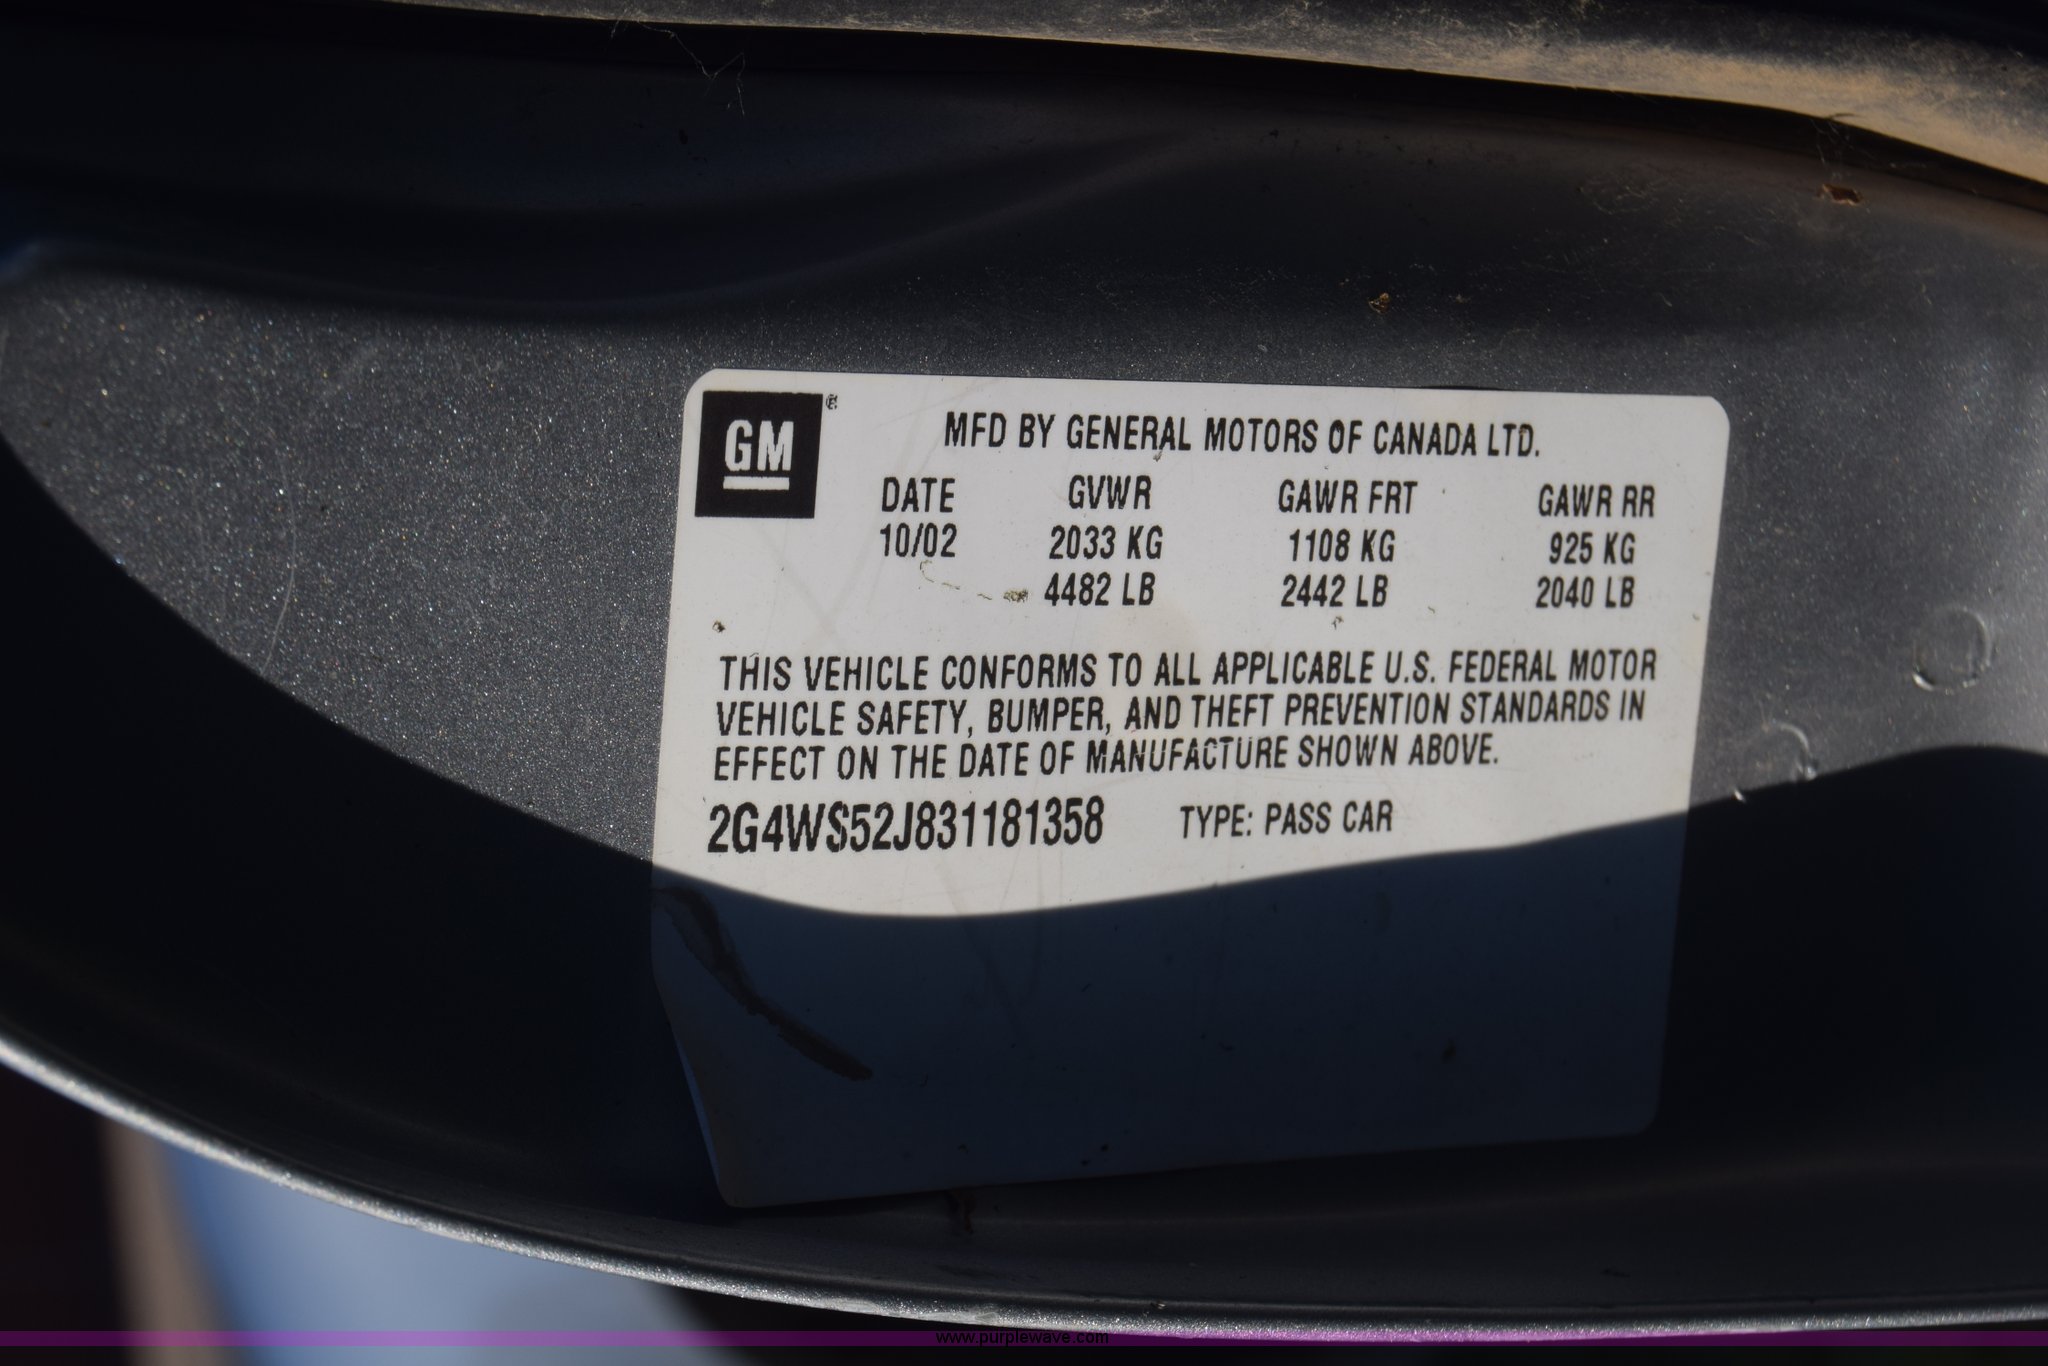 GM ®
MFD BY GENERAL MOTORS OF CANADA LTD.
DATE GVWR GAWR FRT GAWR RR
10/02 2033 KG 1108 KG 925 KG
4482 LB 2442 LB 2040 LB
THIS VEHICLE CONFORMS TO ALL APPLICABLE U.S. FEDERAL MOTOR
VEHICLE SAFETY, BUMPER, AND THEFT PREVENTION STANDARDS IN
EFFECT ON THE DATE OF MANUFACTURE SHOWN ABOVE.
2G4WS52J831181358 TYPE: PASS CAR
www.purplewave.com